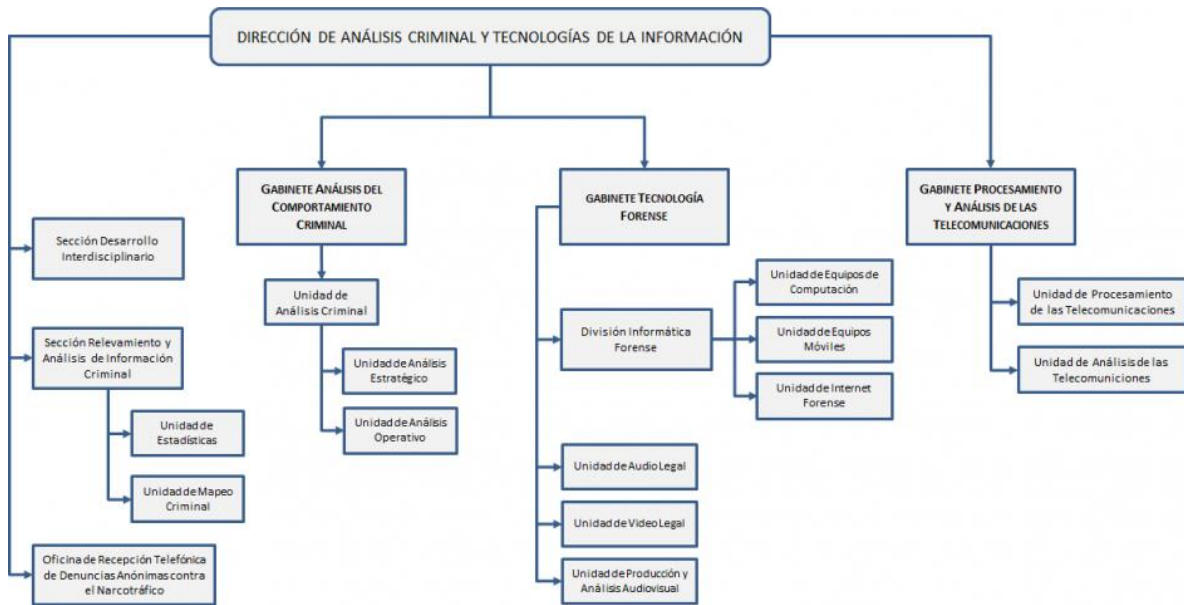 DIRECCIÓN DE ANÁLISIS CRIMINAL Y TECNOLOGÍAS DE LA INFORMACIÓN
GABINETE ANÁLISIS DEL
COMPORTAMIENTO
CRIMINAL
GABINETE TECNOLOGÍA
FORENSE
GABINETE PROCESAMIENTO
Y ANÁLISIS DE LAS
TELECOMUNICACIONES
Sección Desarrollo
Interdisciplinario
Sección Relevamiento y
Análisis de Información
Criminal
Unidad de
Estadísticas
Unidad de Mapeo
Criminal
Oficina de Recepción Telefónica
de Denuncias Anónimas contra
el Narcotráfico
Unidad de
Análisis Criminal
Unidad de Análisis
Estratégico
Unidad de Análisis
Operativo
División Informática
Forense
Unidad de Equipos de
Computación
Unidad de Equipos
Móviles
Unidad de Internet
Forense
Unidad de Audio Legal
Unidad de Video Legal
Unidad de Producción y
Análisis Audiovisual
Unidad de Procesamiento
de las Telecomunicaciones
Unidad de Análisis de las
Telecomuniciones